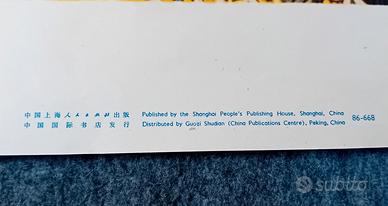 中国上海人人出版社出版 Published by the Shanghai People's Publishing House, Shanghai, China
中国国际书店发行 Distributed by Guozi Shudian (China Publications Centre), Peking, China 86-668
subito